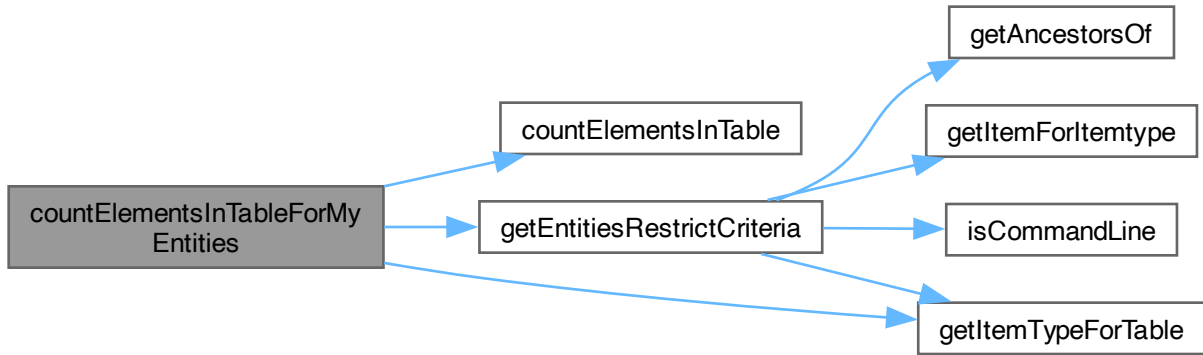 getAncestorsOf
countElementsInTable
getItemForItemtype
countElementsInTableForMy
Entities
getEntitiesRestrictCriteria
isCommandLine
getItemTypeForTable